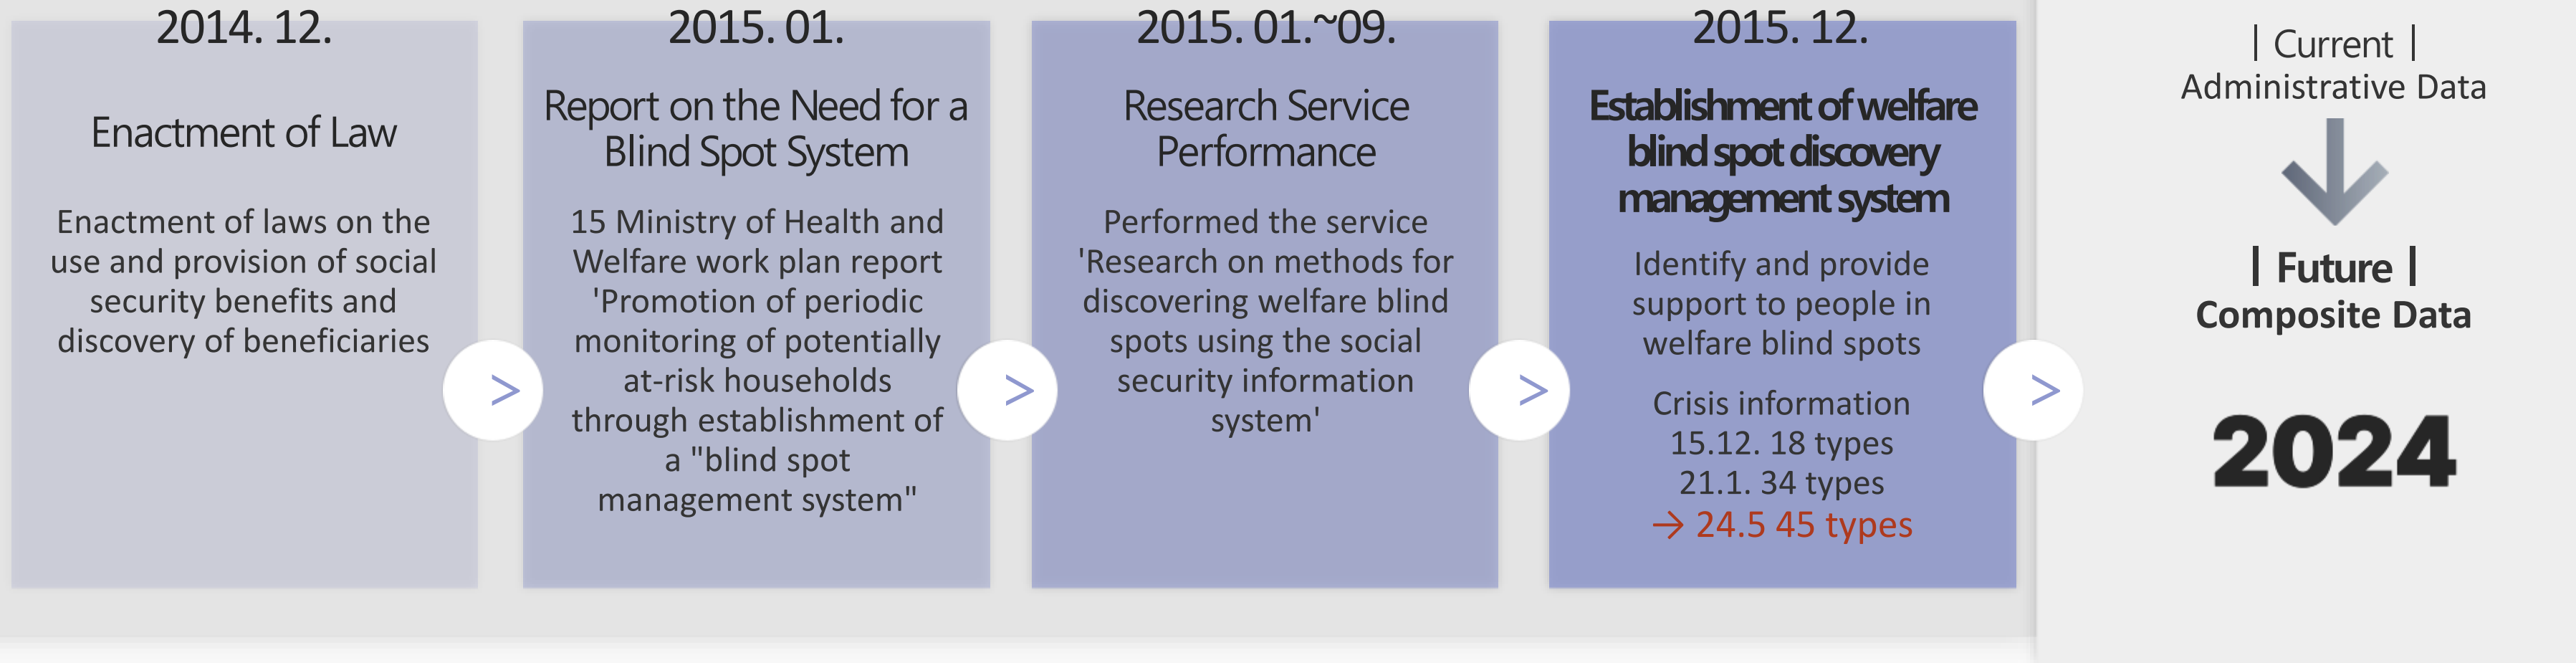 2014. 12.
Enactment of Law
Enactment of laws on the
use and provision of social
security benefits and
discovery of beneficiaries
>
2015. 01.
Report on the Need for a
Blind Spot System
15 Ministry of Health and
Welfare work plan report
'Promotion of periodic
monitoring of potentially
at-risk households
through establishment of
a "blind spot
management system"
>
2015. 01.~09.
Research Service
Performance
Performed the service
'Research on methods for
discovering welfare blind
spots using the social
security information
system'
>
2015. 12.
Establishment of welfare
blind spot discovery
management system
Identify and provide
support to people in
welfare blind spots
Crisis information
15.12. 18 types
21.1. 34 types
→ 24.5 45 types
>
| Current |
Administrative Data
| Future |
Composite Data
2024